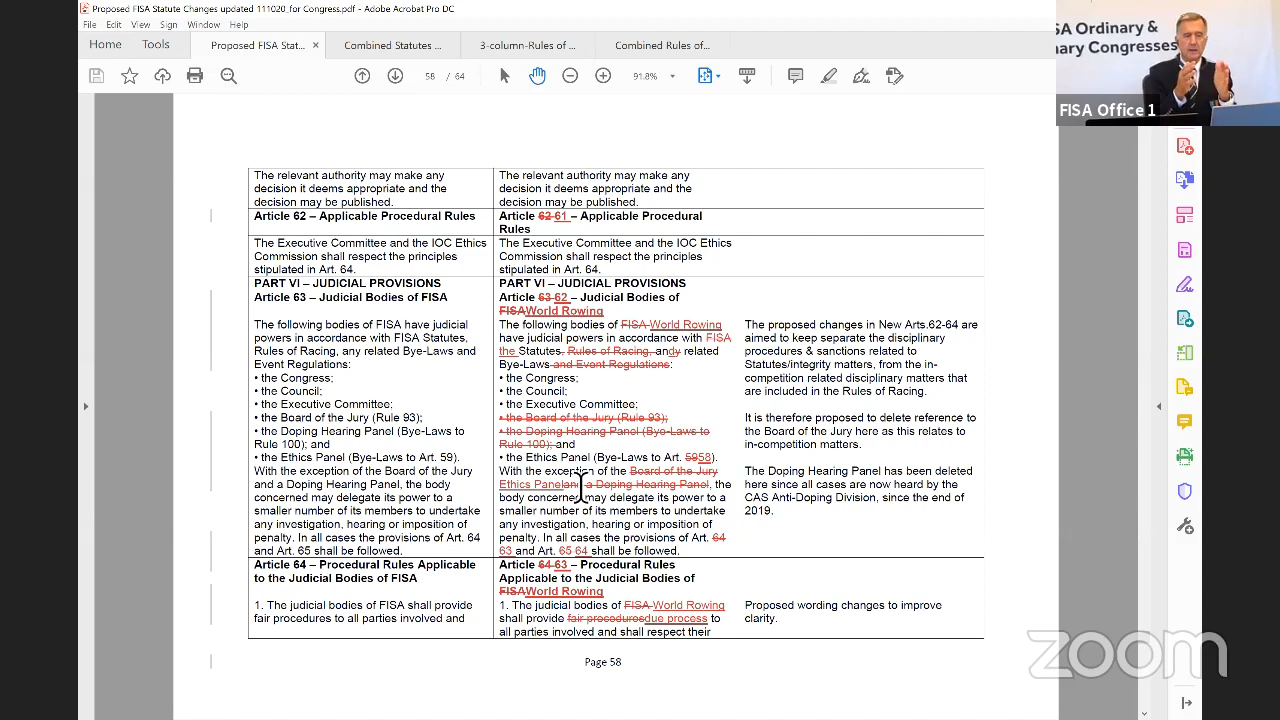 Proposed FISA Statute Changes updated 111020_for Congress.pdf - Adobe Acrobat Pro DC
File Edit View Sign Window Help
Home Tools Proposed FISA Stat... × Combined Statutes ... 3-column-Rules of ... Combined Rules of...
58 / 64 91.8%
SA Ordinary &
nary Congresses
FISA Office 1
The relevant authority may make any
decision it deems appropriate and the
decision may be published.
The relevant authority may make any
decision it deems appropriate and the
decision may be published.
Article 62 – Applicable Procedural Rules
Article 62 61 – Applicable Procedural
Rules
The Executive Committee and the IOC Ethics
Commission shall respect the principles
stipulated in Art. 64.
The Executive Committee and the IOC Ethics
Commission shall respect the principles
stipulated in Art. 64.
PART VI – JUDICIAL PROVISIONS
Article 63 – Judicial Bodies of FISA
PART VI – JUDICIAL PROVISIONS
Article 63 62 – Judicial Bodies of
FISAWorld Rowing
The following bodies of FISA have judicial
powers in accordance with FISA Statutes,
Rules of Racing, any related Bye-Laws and
Event Regulations:
• the Congress;
• the Council;
• the Executive Committee;
• the Board of the Jury (Rule 93);
• the Doping Hearing Panel (Bye-Laws to
Rule 100); and
• the Ethics Panel (Bye-Laws to Art. 59).
With the exception of the Board of the Jury
and a Doping Hearing Panel, the body
concerned may delegate its power to a
smaller number of its members to undertake
any investigation, hearing or imposition of
penalty. In all cases the provisions of Art. 64
and Art. 65 shall be followed.
The following bodies of FISA World Rowing
have judicial powers in accordance with FISA
the Statutes, Rules of Racing, andy related
Bye-Laws and Event Regulations:
• the Congress;
• the Council;
• the Executive Committee;
• the Board of the Jury (Rule 93);
• the Doping Hearing Panel (Bye-Laws to
Rule 100); and
• the Ethics Panel (Bye-Laws to Art. 5958).
With the exception of the Board of the Jury
Ethics Paneland a Doping Hearing Panel, the
body concerned may delegate its power to a
smaller number of its members to undertake
any investigation, hearing or imposition of
penalty. In all cases the provisions of Art. 64
63 and Art. 65 64 shall be followed.
The proposed changes in New Arts.62-64 are
aimed to keep separate the disciplinary
procedures & sanctions related to
Statutes/integrity matters, from the in-
competition related disciplinary matters that
are included in the Rules of Racing.
It is therefore proposed to delete reference to
the Board of the Jury here as this relates to
in-competition matters.
The Doping Hearing Panel has been deleted
here since all cases are now heard by the
CAS Anti-Doping Division, since the end of
2019.
Article 64 – Procedural Rules Applicable
to the Judicial Bodies of FISA
Article 64 63 – Procedural Rules
Applicable to the Judicial Bodies of
FISAWorld Rowing
1. The judicial bodies of FISA shall provide
fair procedures to all parties involved and
1. The judicial bodies of FISA World Rowing
shall provide fair proceduresdue process to
all parties involved and shall respect their
Proposed wording changes to improve
clarity.
Page 58
zoom